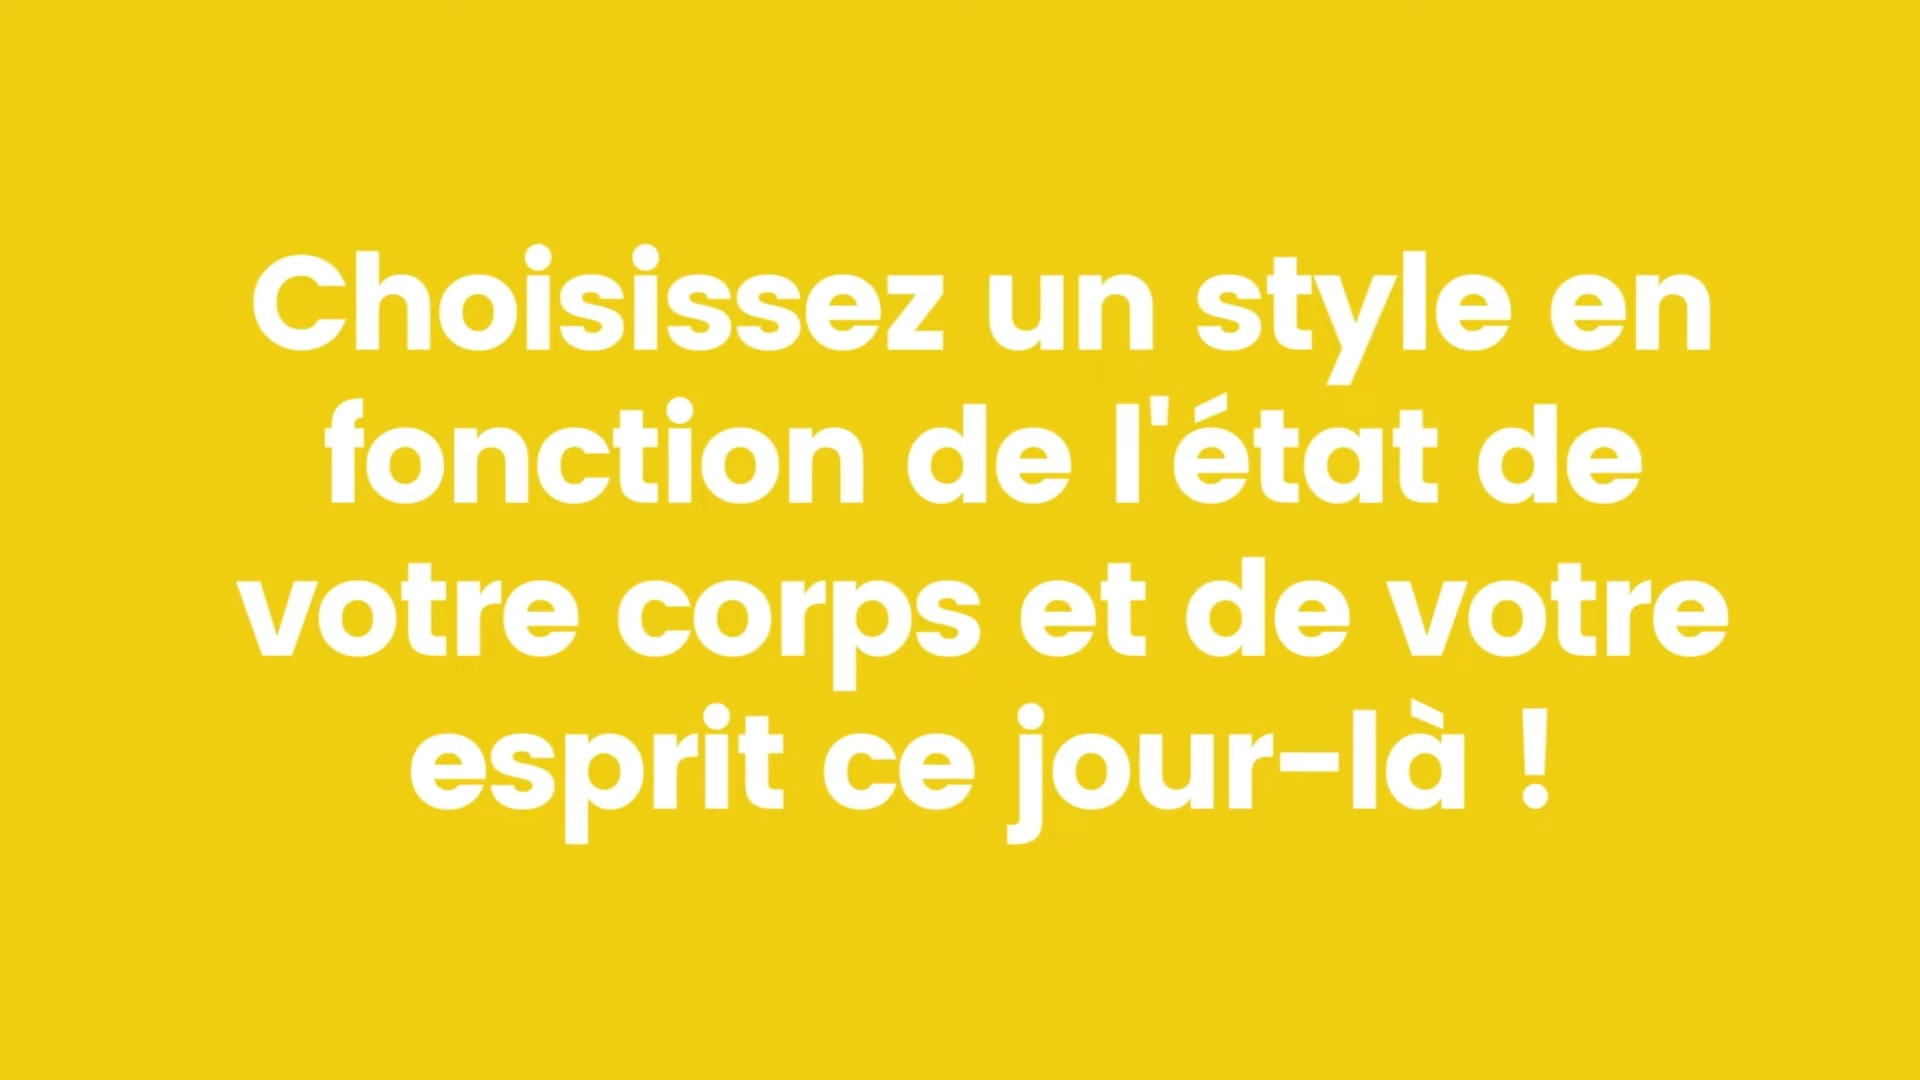 Choisissez un style en
fonction de l'état de
votre corps et de votre
esprit ce jour-là !